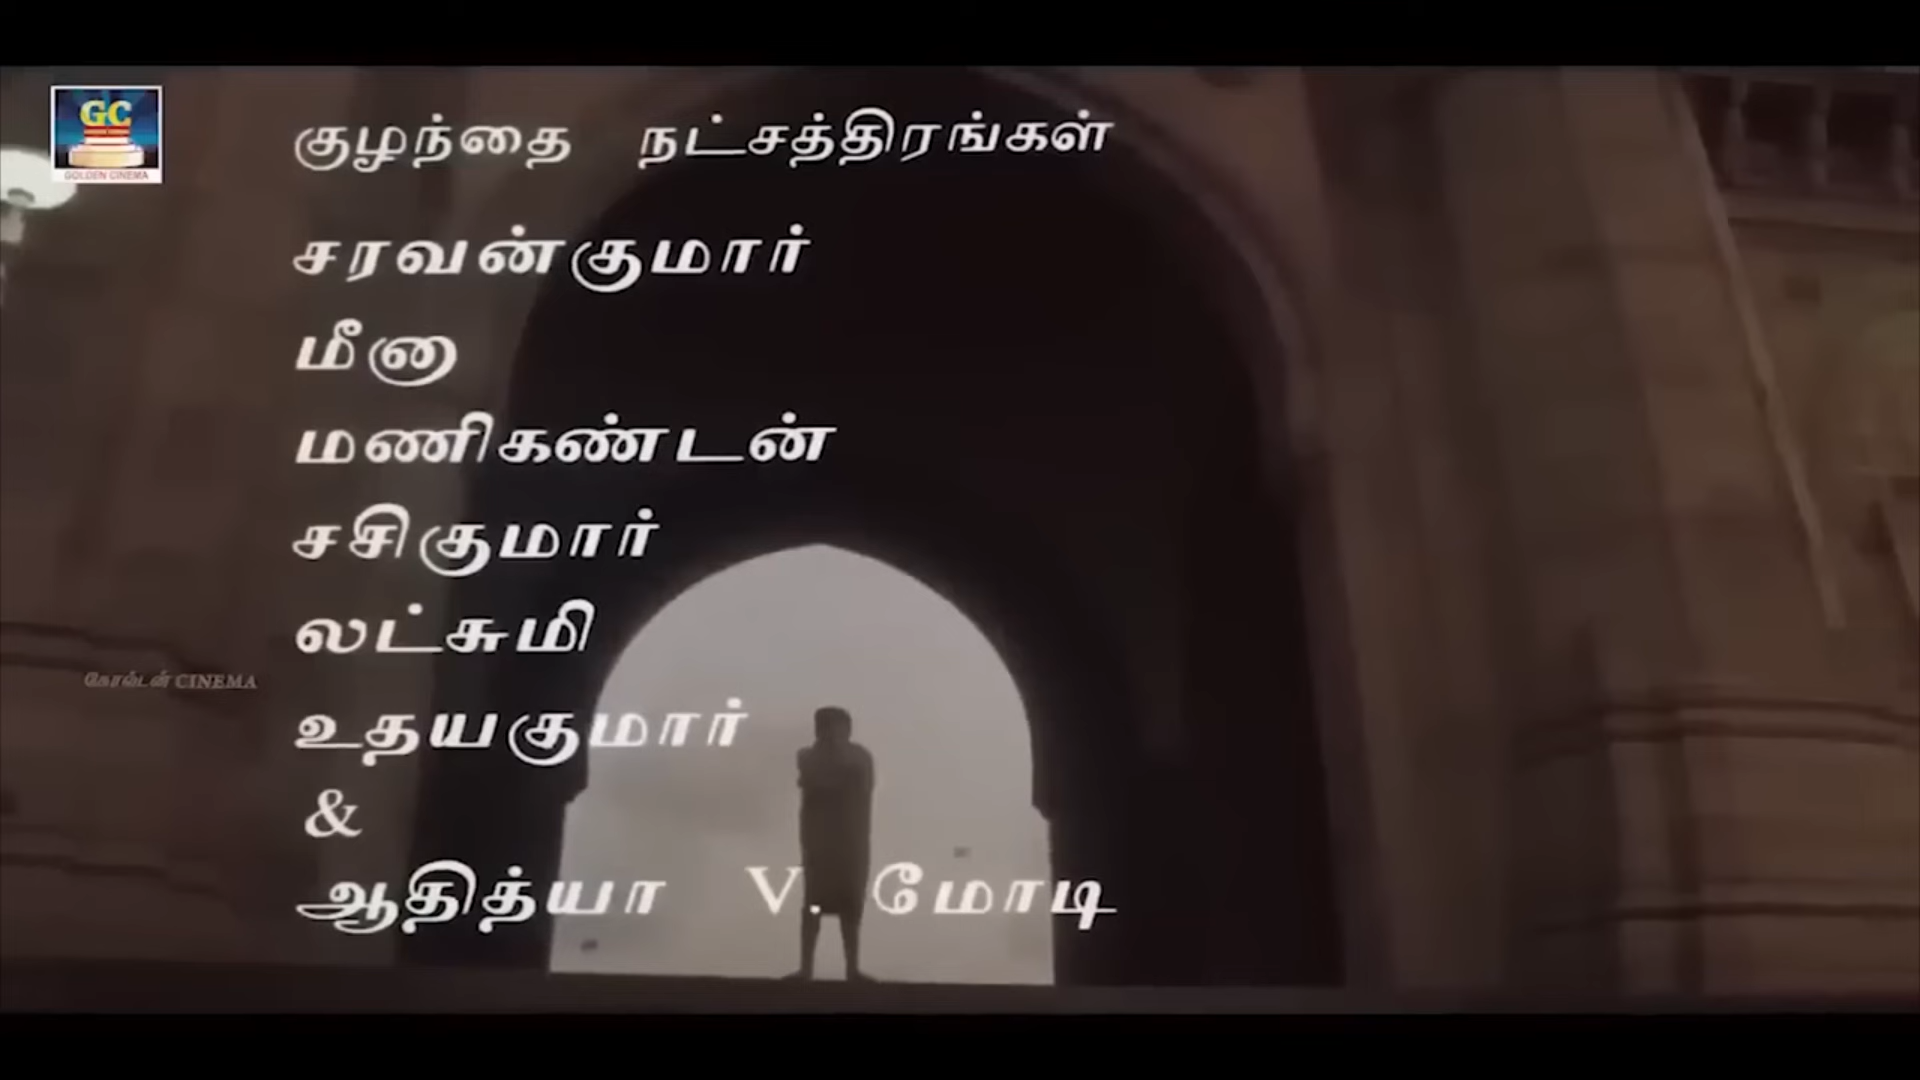 GC
GOLDEN CINEMA
குழந்தை நட்சத்திரங்கள்
சரவன்குமார்
மீனு
மணிகண்டன்
சசிகுமார்
லட்சுமி
கோல்டன் CINEMA
உதயகுமார்
&
ஆதித்யா V. மோடி